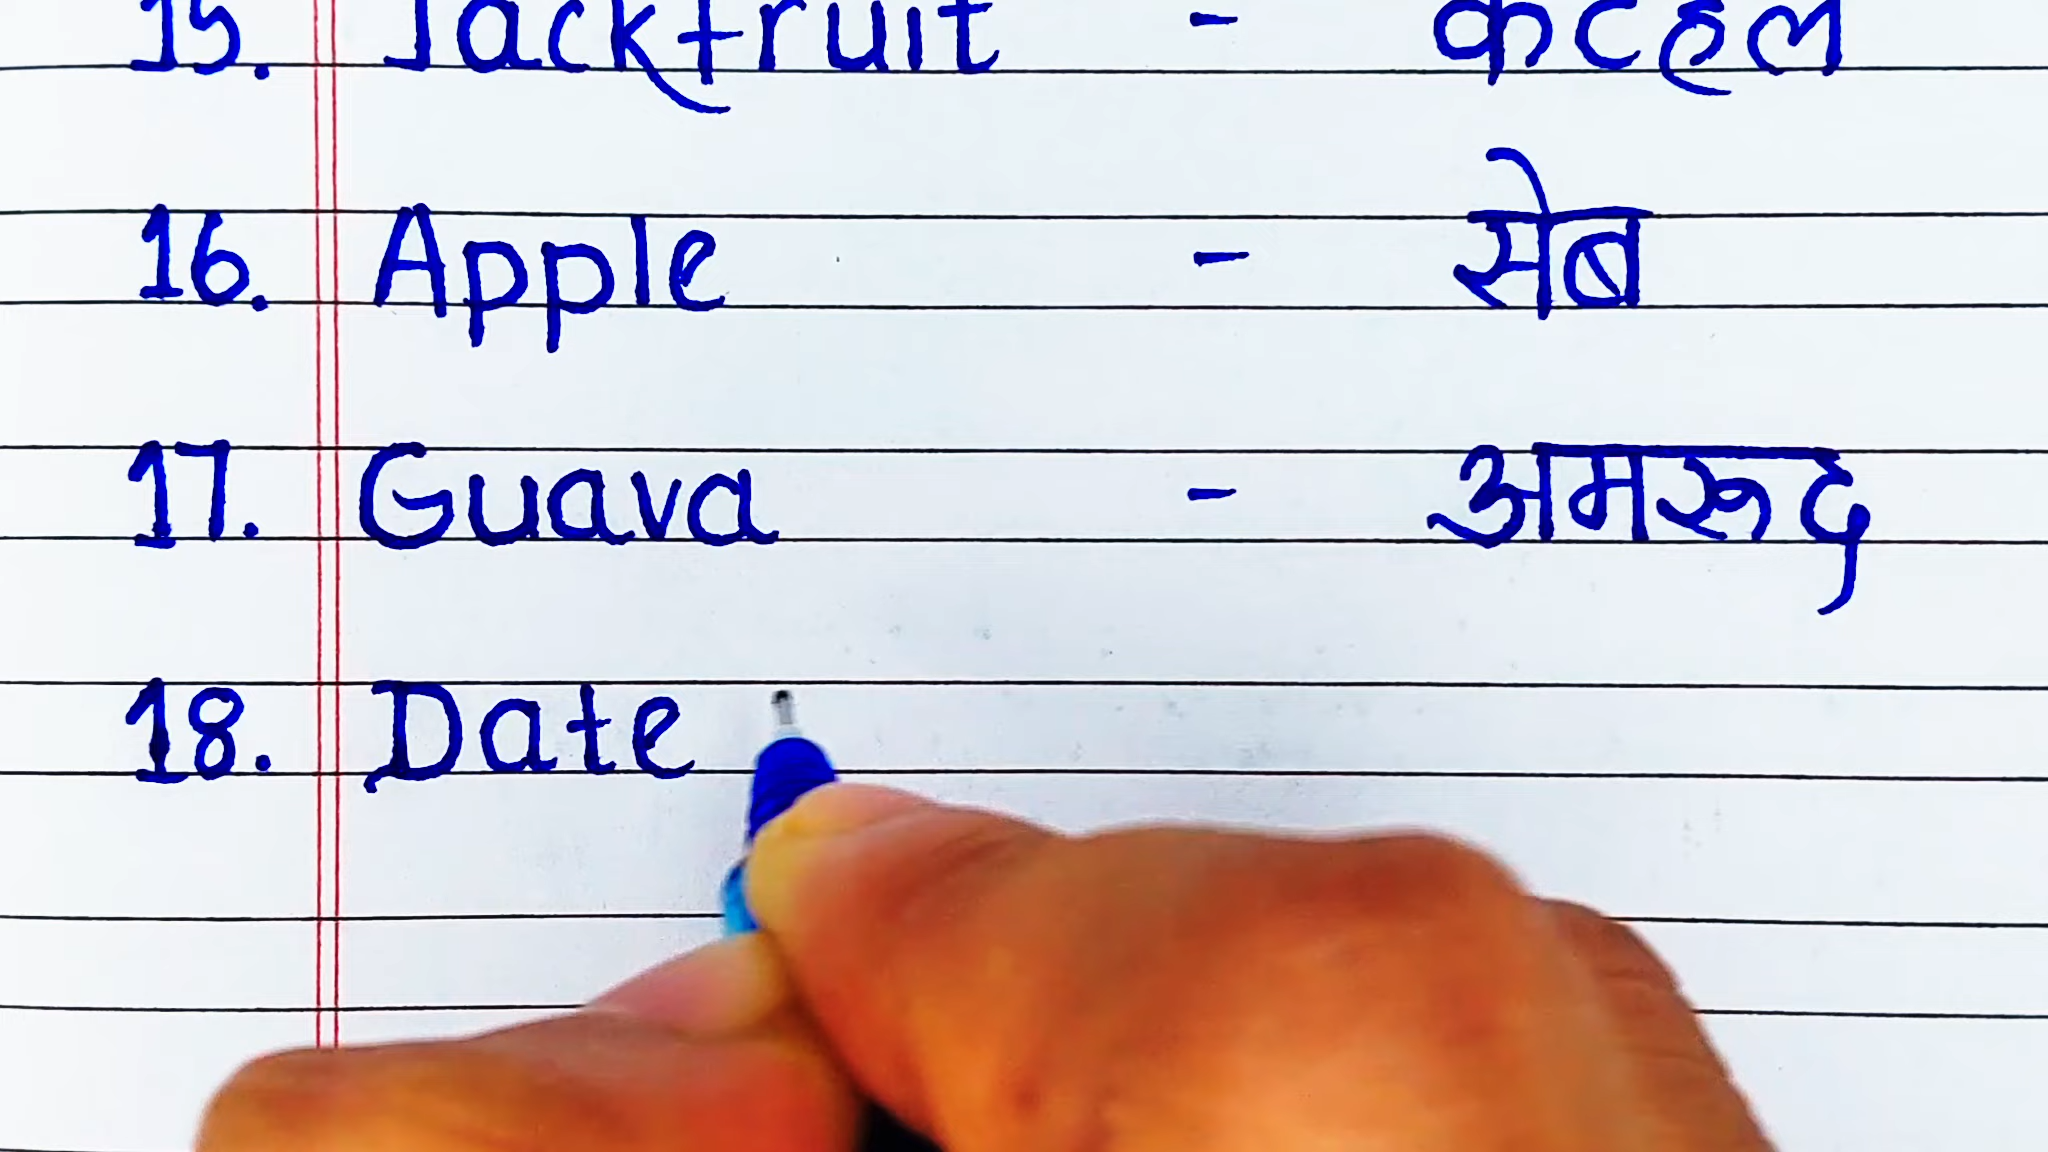 15. Jackfruit - कटहल
16. Apple - सेब
17. Guava - अमरूद
18. Date